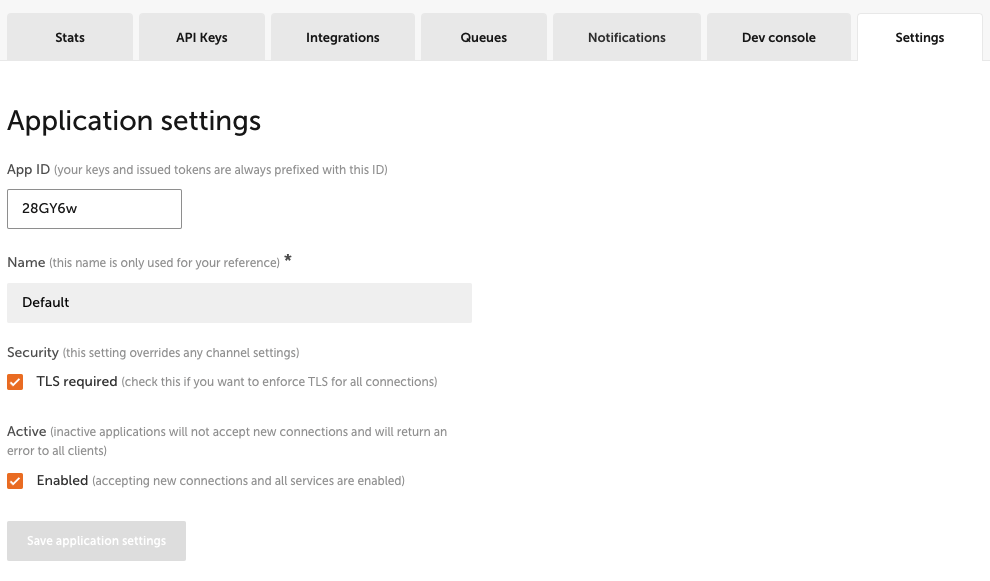 Stats API Keys Integrations Queues Notifications Dev console Settings
Application settings
App ID (your keys and issued tokens are always prefixed with this ID)
28GY6w
Name (this name is only used for your reference) *
Default
Security (this setting overrides any channel settings)
TLS required (check this if you want to enforce TLS for all connections)
Active (inactive applications will not accept new connections and will return an
error to all clients)
Enabled (accepting new connections and all services are enabled)
Save application settings